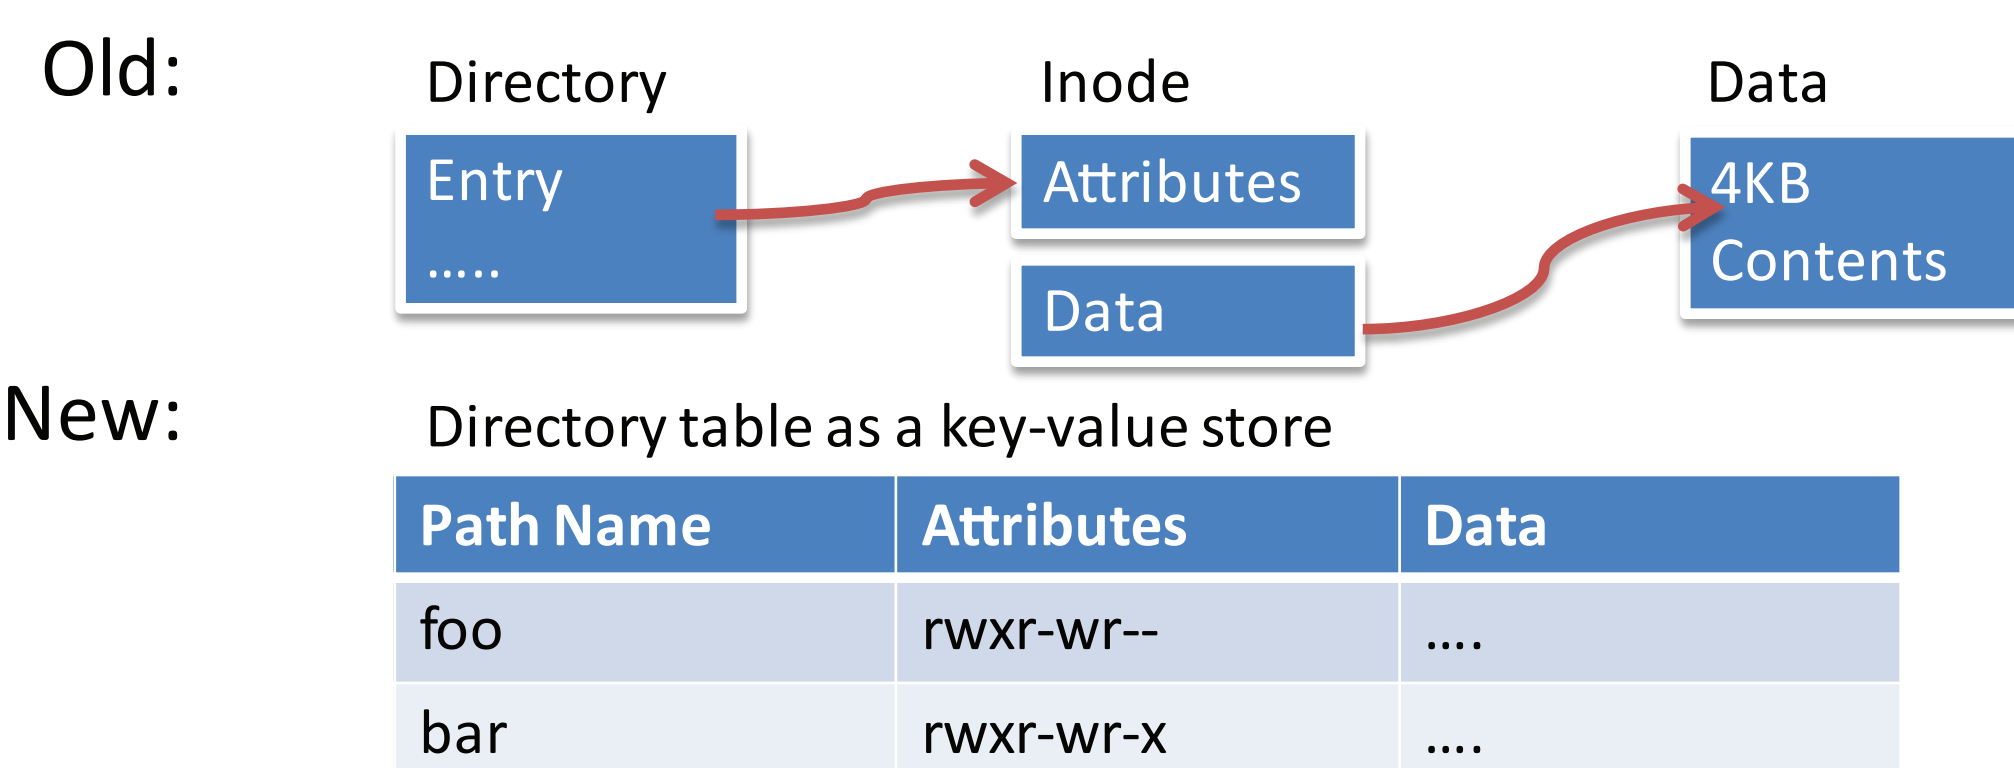 Old:
Directory
Inode
Data
Entry
.....
Attributes
Data
4KB
Contents
New:
Directory table as a key-value store
Path Name Attributes Data
foo rwxr-wr-- ....
bar rwxr-wr-x ....